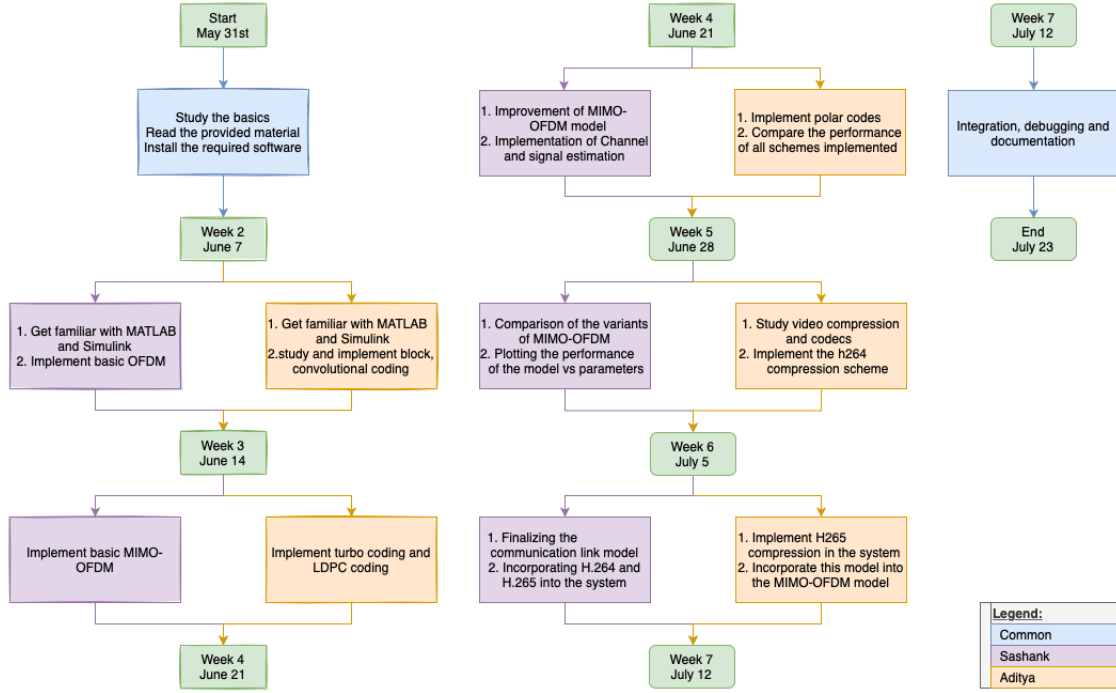 Start
May 31st
Study the basics
Read the provided material
Install the required software
Week 2
June 7
1. Get familiar with MATLAB
and Simulink
2. Implement basic OFDM
1. Get familiar with MATLAB
and Simulink
2.study and implement block,
convolutional coding
Week 3
June 14
Implement basic MIMO-
OFDM
Implement turbo coding and
LDPC coding
Week 4
June 21
Week 4
June 21
1. Improvement of MIMO-
OFDM model
2. Implementation of Channel
and signal estimation
1. Implement polar codes
2. Compare the performance
of all schemes implemented
Week 5
June 28
1. Comparison of the variants
of MIMO-OFDM
2. Plotting the performance
of the model vs parameters
1. Study video compression
and codecs
2. Implement the h264
compression scheme
Week 6
July 5
1. Finalizing the
communication link model
2. Incorporating H.264 and
H.265 into the system
1. Implement H265
compression in the system
2. Incorporate this model into
the MIMO-OFDM model
Week 7
July 12
Week 7
July 12
Integration, debugging and
documentation
End
July 23
Legend:
Common
Sashank
Aditya